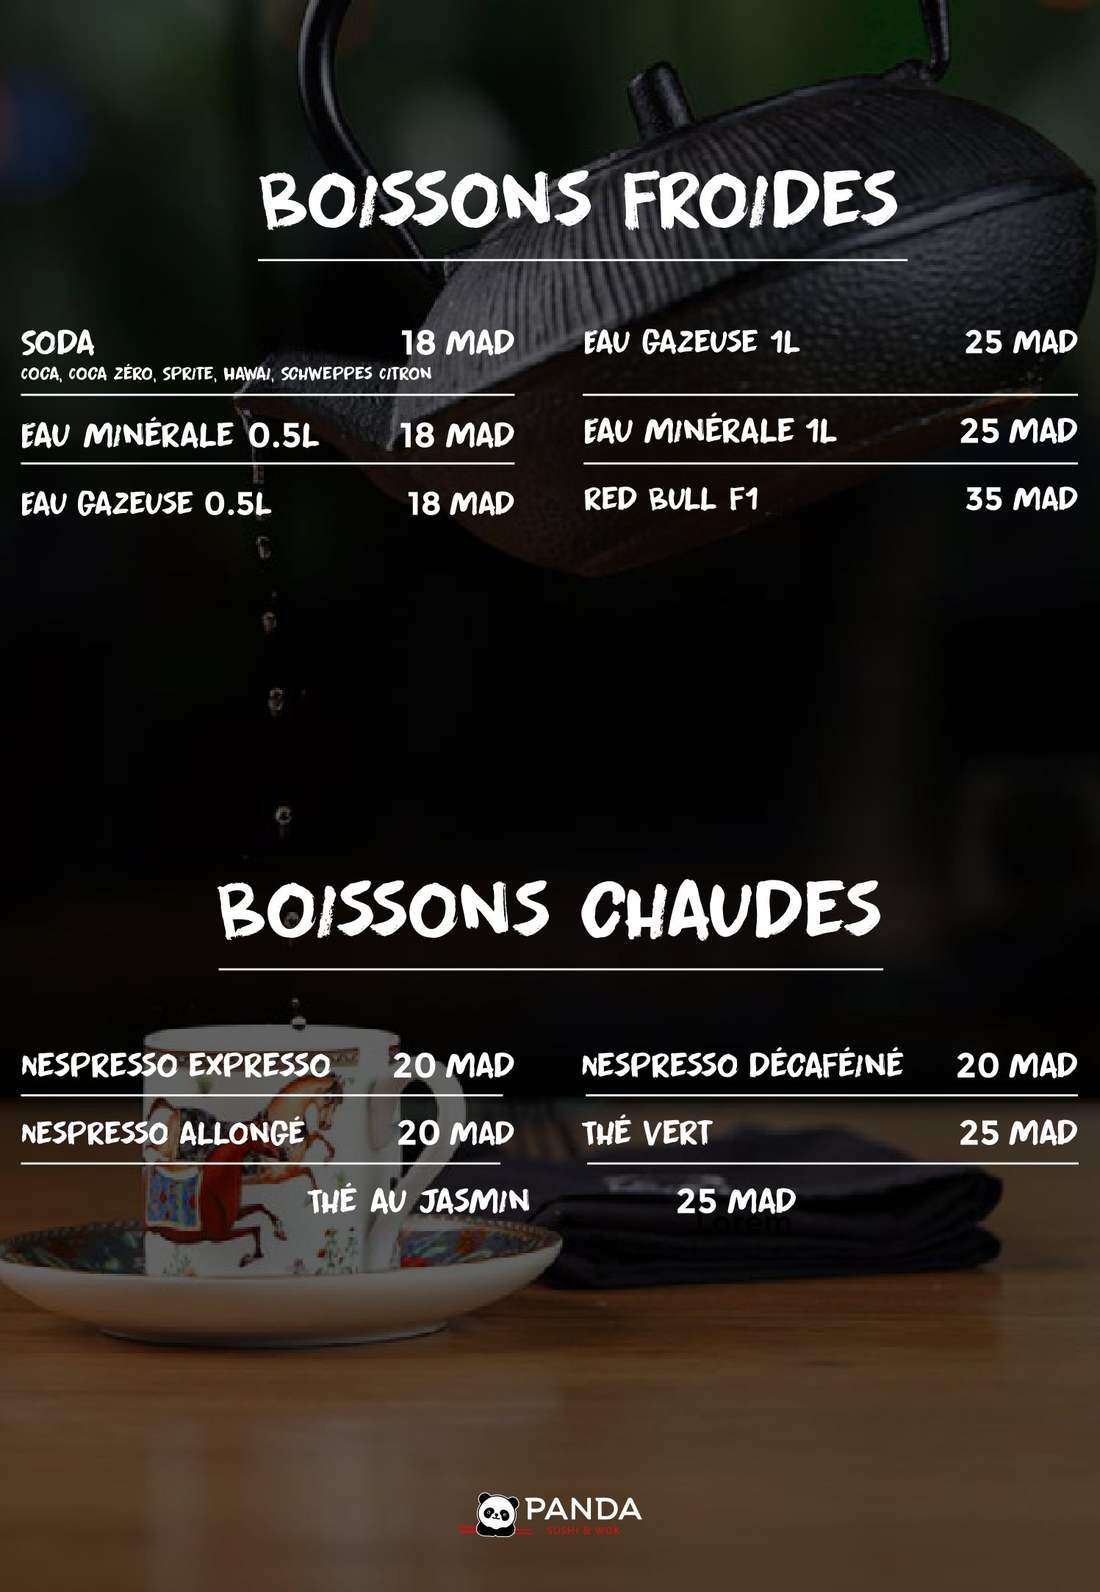 BOISSONS FROIDES
SODA 18 MAD
COCA, COCA ZÉRO, SPRITE, HAWAI, SCHWEPPES CITRON
EAU MINÉRALE 0.5L 18 MAD
EAU GAZEUSE 0.5L 18 MAD
EAU GAZEUSE 1L 25 MAD
EAU MINÉRALE 1L 25 MAD
RED BULL F1 35 MAD
BOISSONS CHAUDES
NESPRESSO EXPRESSO 20 MAD
NESPRESSO ALLONGÉ 20 MAD
NESPRESSO DÉCAFÉINÉ 20 MAD
THÉ VERT 25 MAD
THÉ AU JASMIN 25 MAD
Lorem
PANDA
SUSHI & WOK